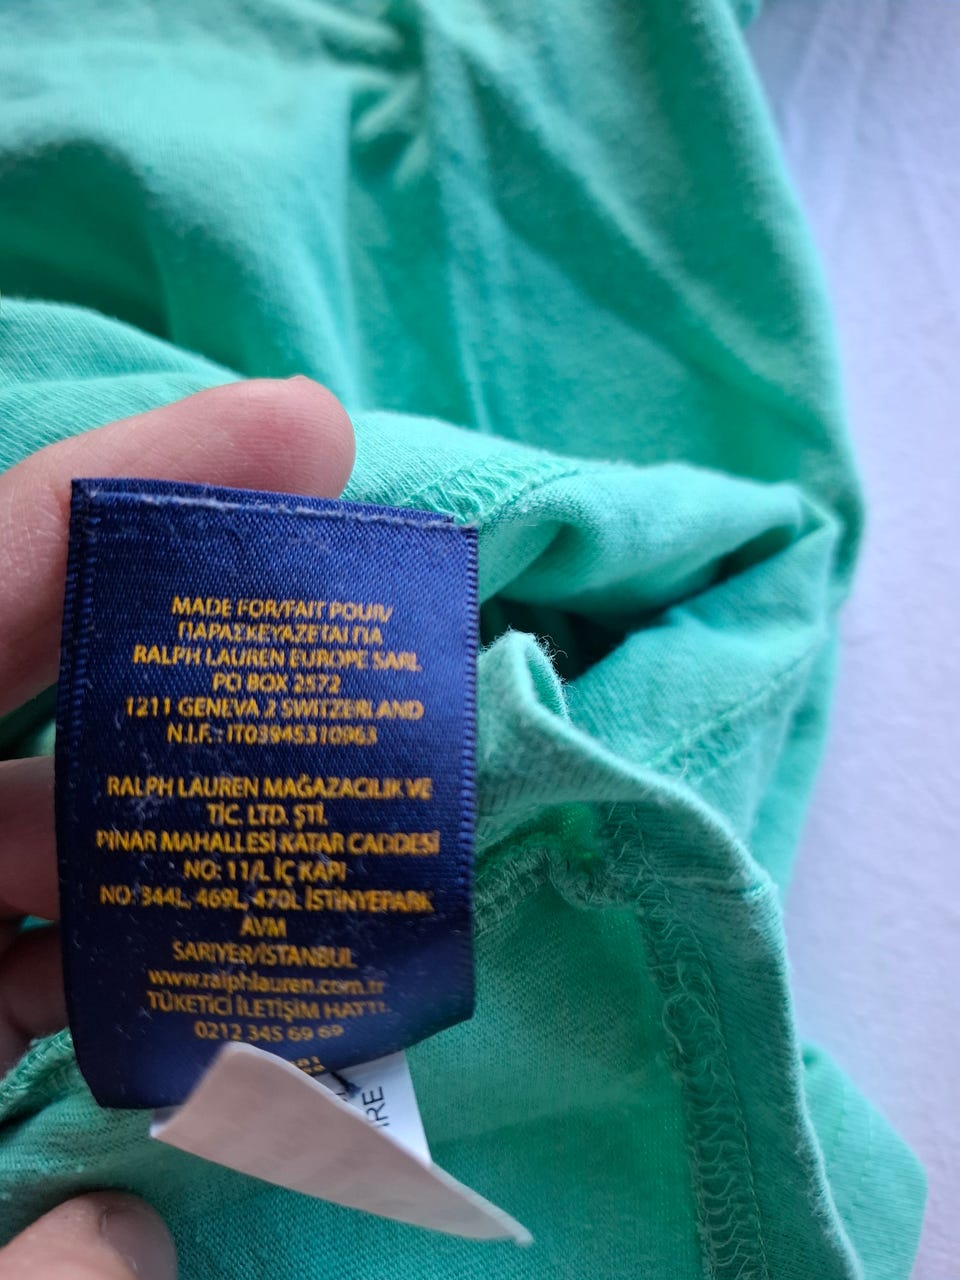 MADE FOR/FAIT POUR/
ΠΑΡΑΣΚΕΥΑΖΕΤΑΙ ΓΙΑ
RALPH LAUREN EUROPE SARL
PO BOX 2572
1211 GENEVA 2 SWITZERLAND
N.I.F. : IT03945310963
RALPH LAUREN MAĞAZACILIK VE
TİC. LTD. ŞTİ.
PINAR MAHALLESİ KATAR CADDESİ
NO: 11/L İÇ KAPI
NO: 344L, 469L, 470L İSTİNYEPARK
AVM
SARIYER/İSTANBUL
www.ralphlauren.com.tr
TÜKETİCİ İLETİŞİM HATTI:
0212 345 69 69